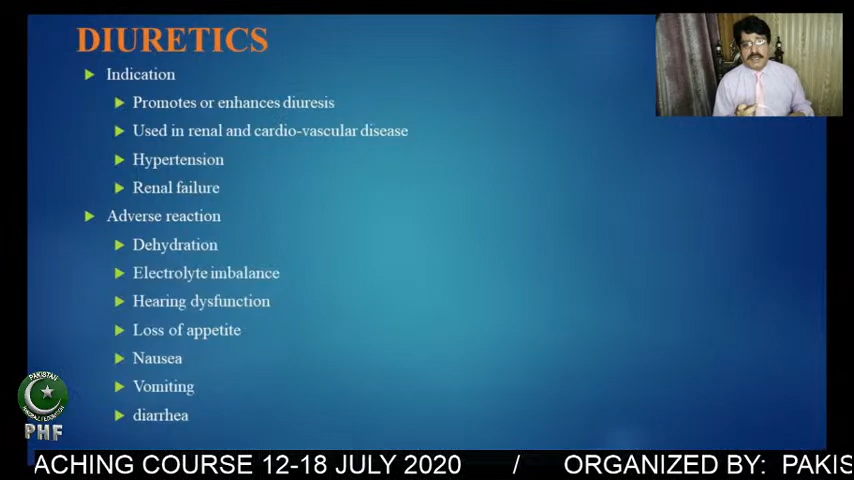 DIURETICS
Indication
Promotes or enhances diuresis
Used in renal and cardio-vascular disease
Hypertension
Renal failure
Adverse reaction
Dehydration
Electrolyte imbalance
Hearing dysfunction
Loss of appetite
Nausea
Vomiting
diarrhea
PAKISTAN
PHF
ACHING COURSE 12-18 JULY 2020 / ORGANIZED BY: PAKIS